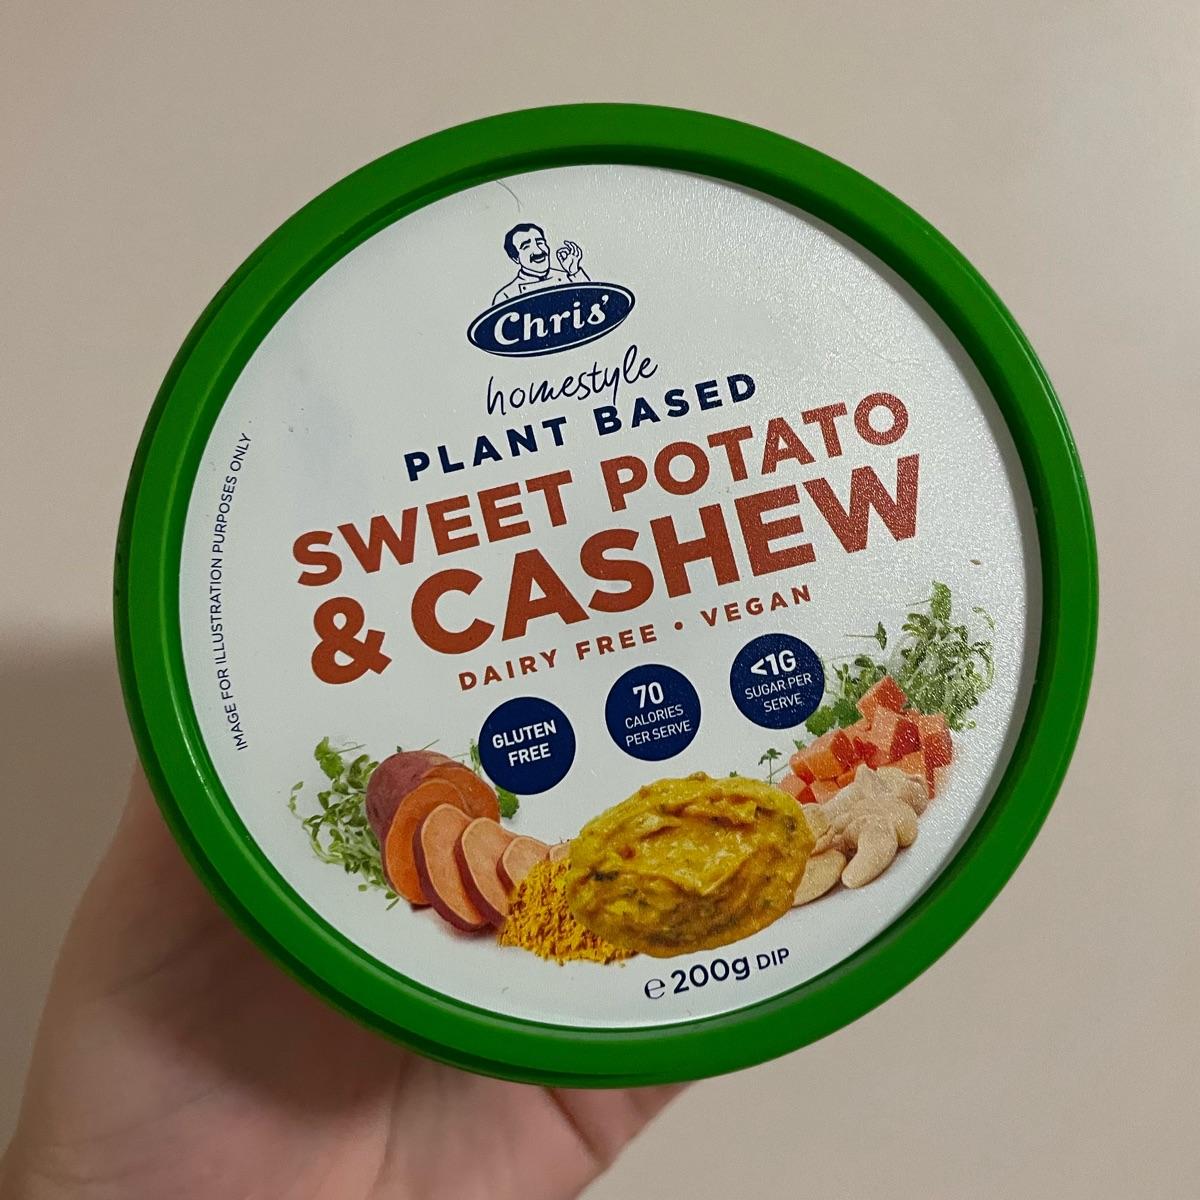 Chris'
homestyle
PLANT BASED
SWEET POTATO
& CASHEW
DAIRY FREE • VEGAN
GLUTEN
FREE
70
CALORIES
PER SERVE
<1G
SUGAR PER
SERVE
IMAGE FOR ILLUSTRATION PURPOSES ONLY
℮ 200g DIP